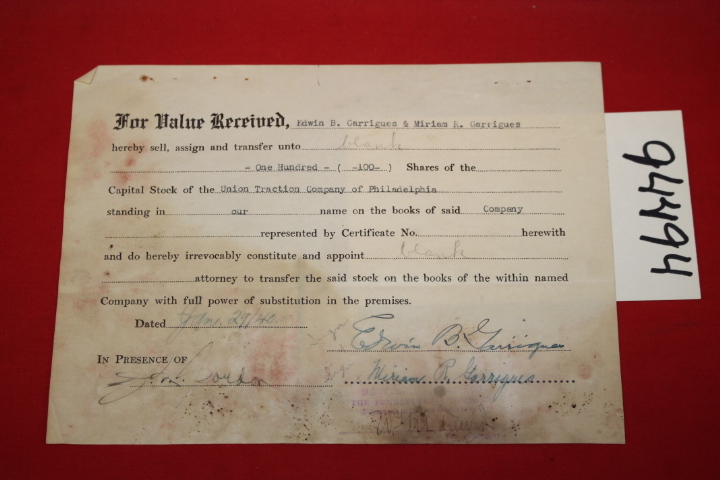 For Value Received, Edwin B. Garrigues & Miriam R. Garrigues
hereby sell, assign and transfer unto blank
- One Hundred - ( -100- ) Shares of the
Capital Stock of the Union Traction Company of Philadelphia
standing in our name on the books of said Company
represented by Certificate No. herewith
and do hereby irrevocably constitute and appoint blank
attorney to transfer the said stock on the books of the within named
Company with full power of substitution in the premises.
Dated 29/40
Edwin B. Garrigues
IN PRESENCE OF
Miriam R. Garrigues
94494